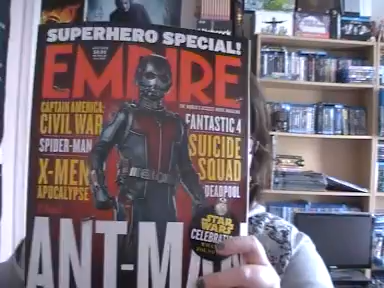 SUPERHERO SPECIAL!
EMPIRE
CAPTAIN AMERICA:
CIVIL WAR
SPIDER-MAN
X-MEN
APOCALYPSE
FANTASTIC 4
SUICIDE
SQUAD
DEADPOOL
STAR
WARS
CELEBRATION
ANT-MA